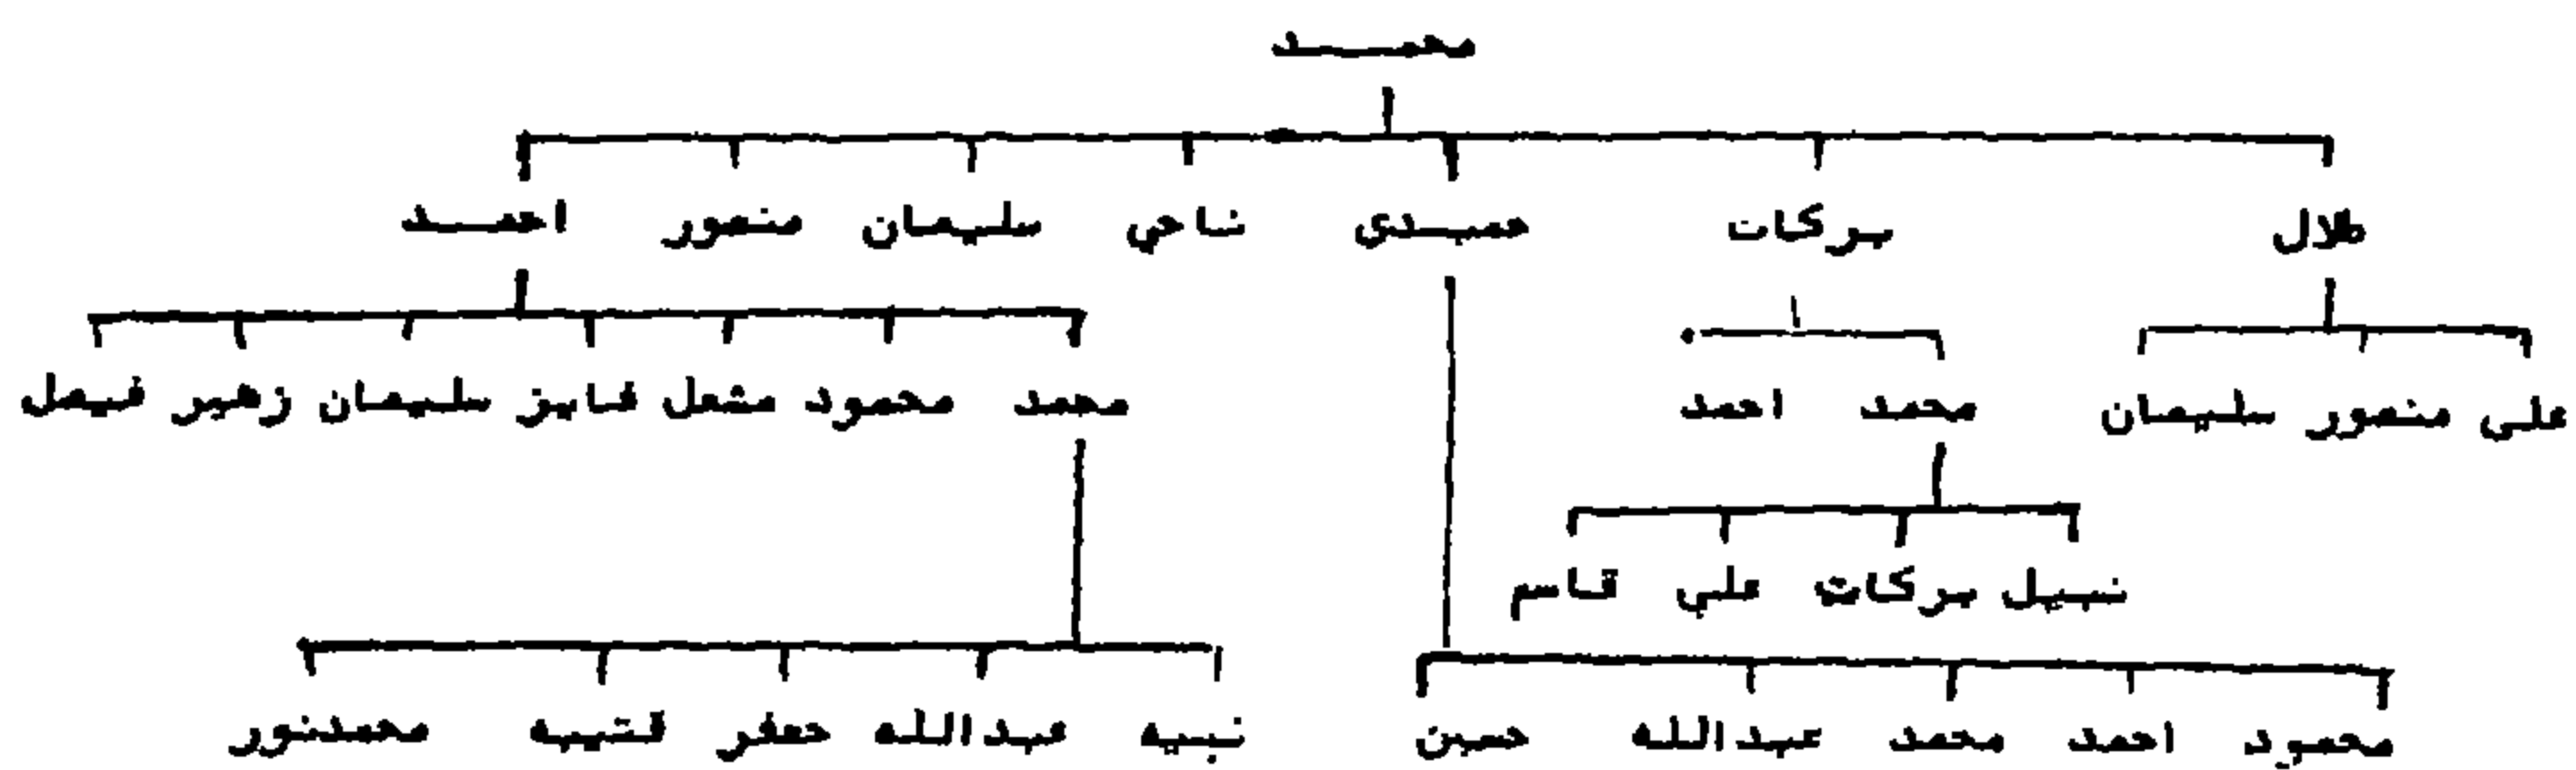 محمد
طلال بركات حميدي ناجي سليمان منصور احمد
علي منصور سليمان محمد احمد محمد محمود مشعل فايز سليمان زهير فيصل
نبيل بركات علي قاسم
محمود احمد محمد عبدالله حسين نبيه عبدالله جعفر قتيبه محمدنور